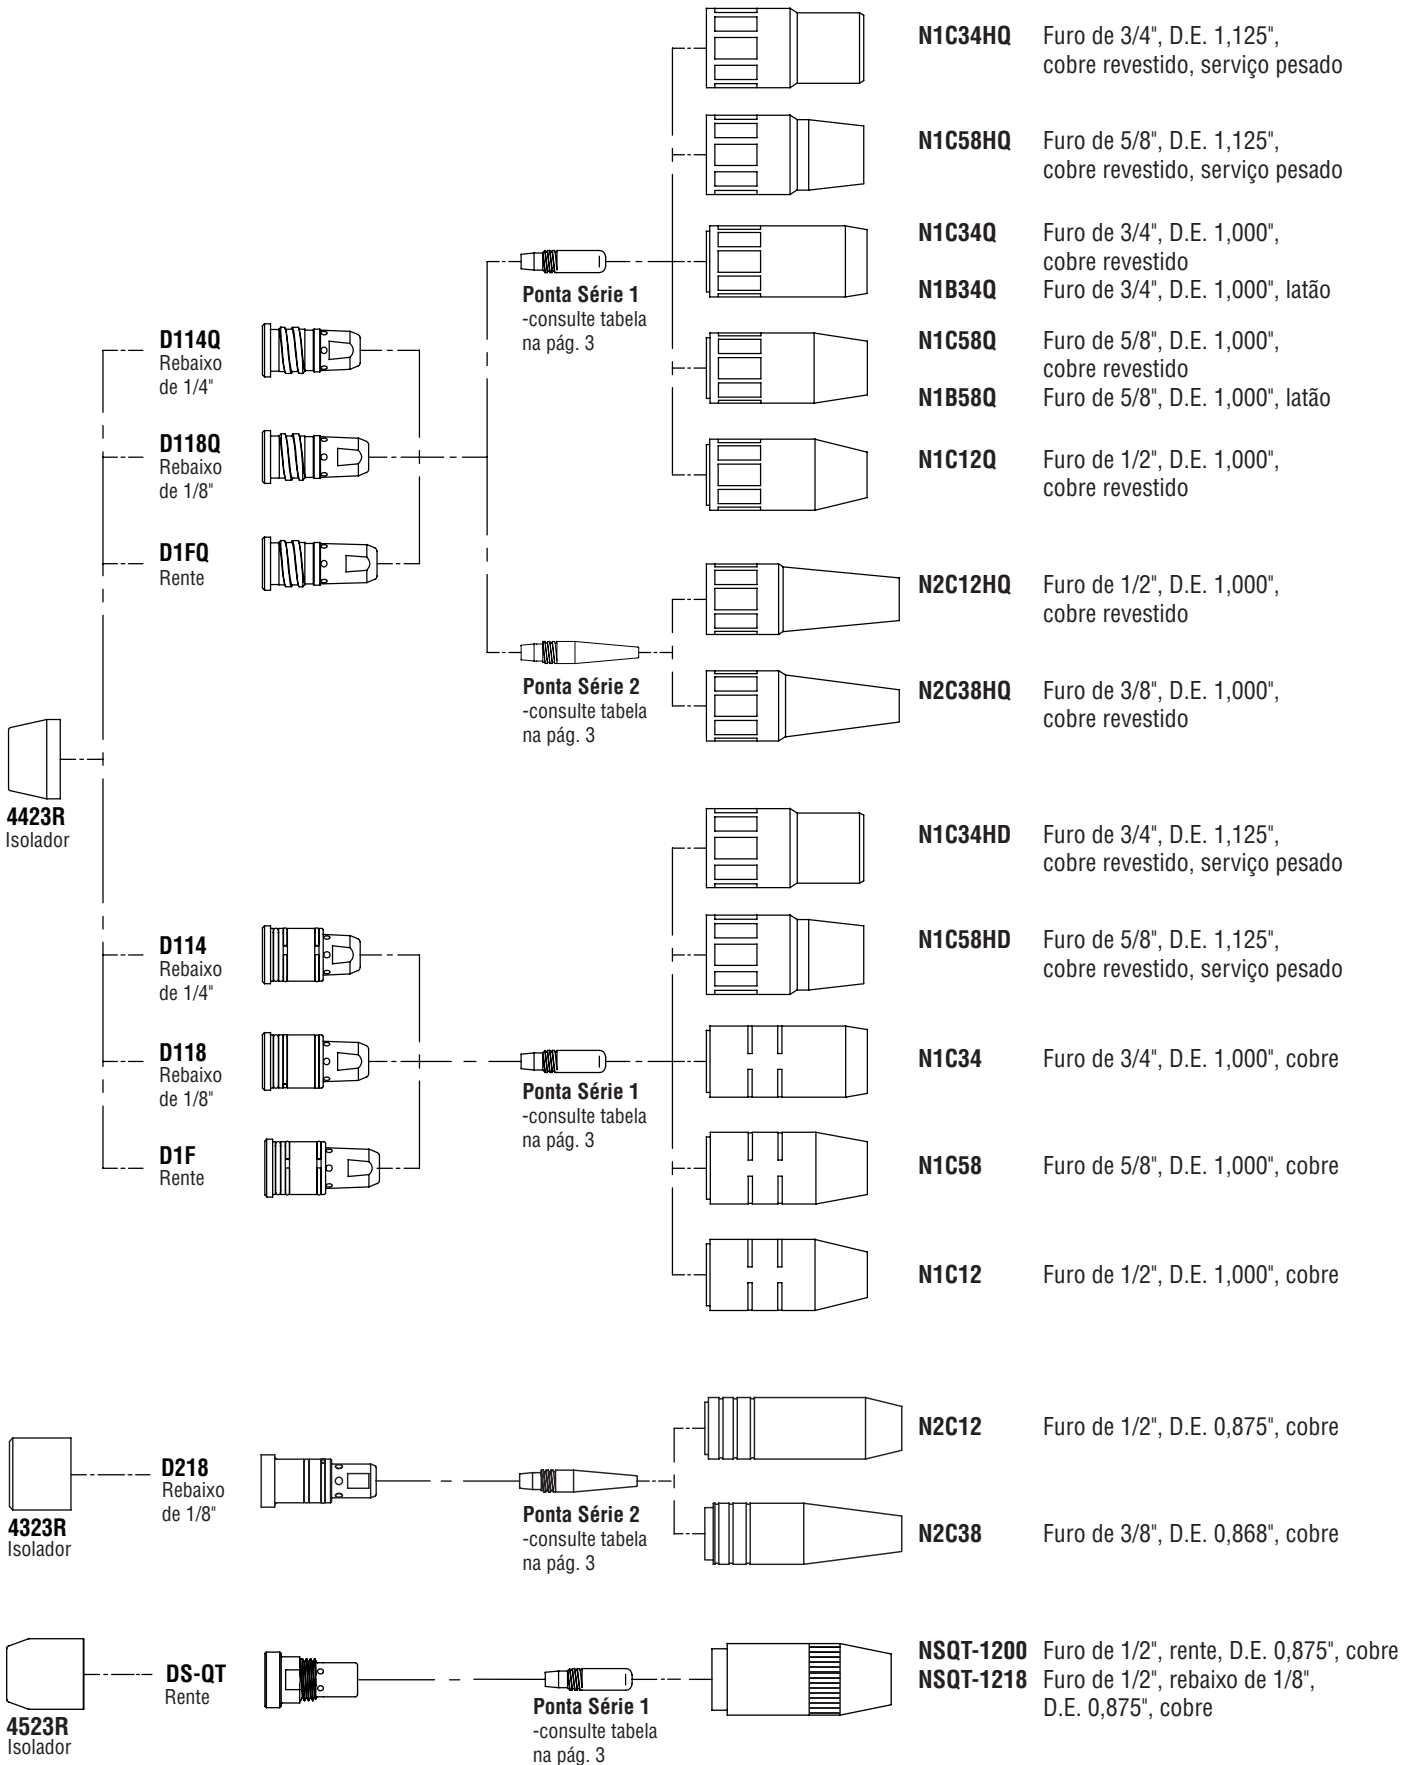 N1C34HQ Furo de 3/4", D.E. 1,125",
cobre revestido, serviço pesado
N1C58HQ Furo de 5/8", D.E. 1,125",
cobre revestido, serviço pesado
N1C34Q Furo de 3/4", D.E. 1,000",
cobre revestido
N1B34Q Furo de 3/4", D.E. 1,000", latão
N1C58Q Furo de 5/8", D.E. 1,000",
cobre revestido
N1B58Q Furo de 5/8", D.E. 1,000", latão
N1C12Q Furo de 1/2", D.E. 1,000",
cobre revestido
Ponta Série 1
-consulte tabela
na pág. 3
D114Q
Rebaixo
de 1/4"
D118Q
Rebaixo
de 1/8"
D1FQ
Rente
N2C12HQ Furo de 1/2", D.E. 1,000",
cobre revestido
N2C38HQ Furo de 3/8", D.E. 1,000",
cobre revestido
Ponta Série 2
-consulte tabela
na pág. 3
4423R
Isolador
N1C34HD Furo de 3/4", D.E. 1,125",
cobre revestido, serviço pesado
N1C58HD Furo de 5/8", D.E. 1,125",
cobre revestido, serviço pesado
N1C34 Furo de 3/4", D.E. 1,000", cobre
N1C58 Furo de 5/8", D.E. 1,000", cobre
N1C12 Furo de 1/2", D.E. 1,000", cobre
D114
Rebaixo
de 1/4"
D118
Rebaixo
de 1/8"
D1F
Rente
Ponta Série 1
-consulte tabela
na pág. 3
N2C12 Furo de 1/2", D.E. 0,875", cobre
N2C38 Furo de 3/8", D.E. 0,868", cobre
4323R
Isolador
D218
Rebaixo
de 1/8"
Ponta Série 2
-consulte tabela
na pág. 3
NSQT-1200 Furo de 1/2", rente, D.E. 0,875", cobre
NSQT-1218 Furo de 1/2", rebaixo de 1/8",
D.E. 0,875", cobre
4523R
Isolador
DS-QT
Rente
Ponta Série 1
-consulte tabela
na pág. 3